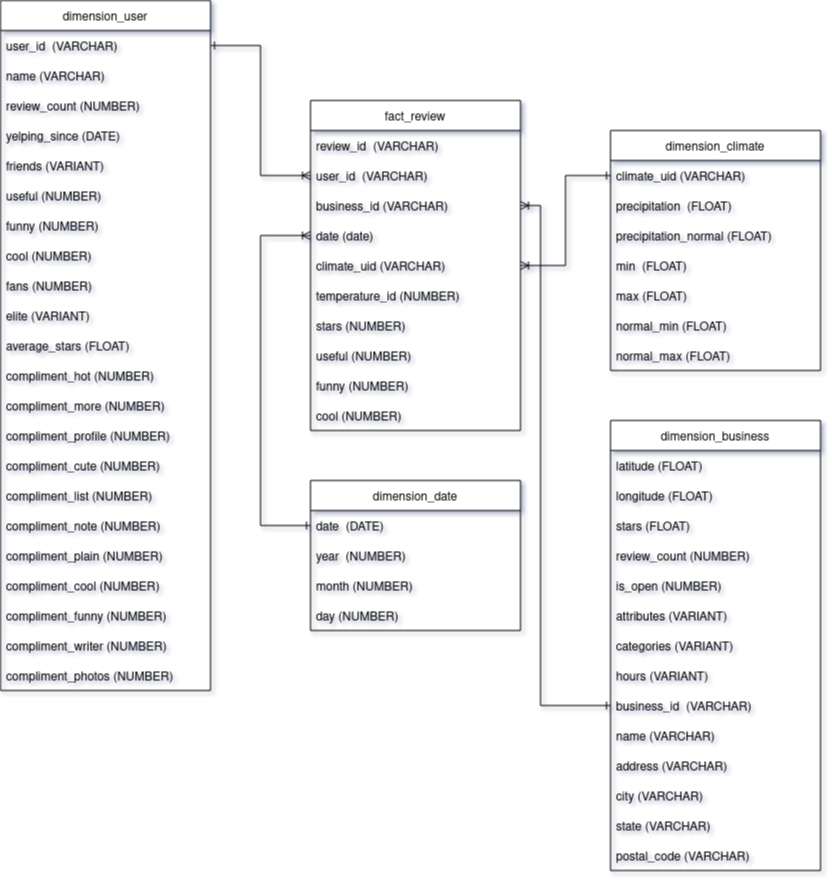 dimension_user
user_id (VARCHAR)
name (VARCHAR)
review_count (NUMBER)
yelping_since (DATE)
friends (VARIANT)
useful (NUMBER)
funny (NUMBER)
cool (NUMBER)
fans (NUMBER)
elite (VARIANT)
average_stars (FLOAT)
compliment_hot (NUMBER)
compliment_more (NUMBER)
compliment_profile (NUMBER)
compliment_cute (NUMBER)
compliment_list (NUMBER)
compliment_note (NUMBER)
compliment_plain (NUMBER)
compliment_cool (NUMBER)
compliment_funny (NUMBER)
compliment_writer (NUMBER)
compliment_photos (NUMBER)
fact_review
review_id (VARCHAR)
user_id (VARCHAR)
business_id (VARCHAR)
date (date)
climate_uid (VARCHAR)
temperature_id (NUMBER)
stars (NUMBER)
useful (NUMBER)
funny (NUMBER)
cool (NUMBER)
dimension_date
date (DATE)
year (NUMBER)
month (NUMBER)
day (NUMBER)
dimension_climate
climate_uid (VARCHAR)
precipitation (FLOAT)
precipitation_normal (FLOAT)
min (FLOAT)
max (FLOAT)
normal_min (FLOAT)
normal_max (FLOAT)
dimension_business
latitude (FLOAT)
longitude (FLOAT)
stars (FLOAT)
review_count (NUMBER)
is_open (NUMBER)
attributes (VARIANT)
categories (VARIANT)
hours (VARIANT)
business_id (VARCHAR)
name (VARCHAR)
address (VARCHAR)
city (VARCHAR)
state (VARCHAR)
postal_code (VARCHAR)